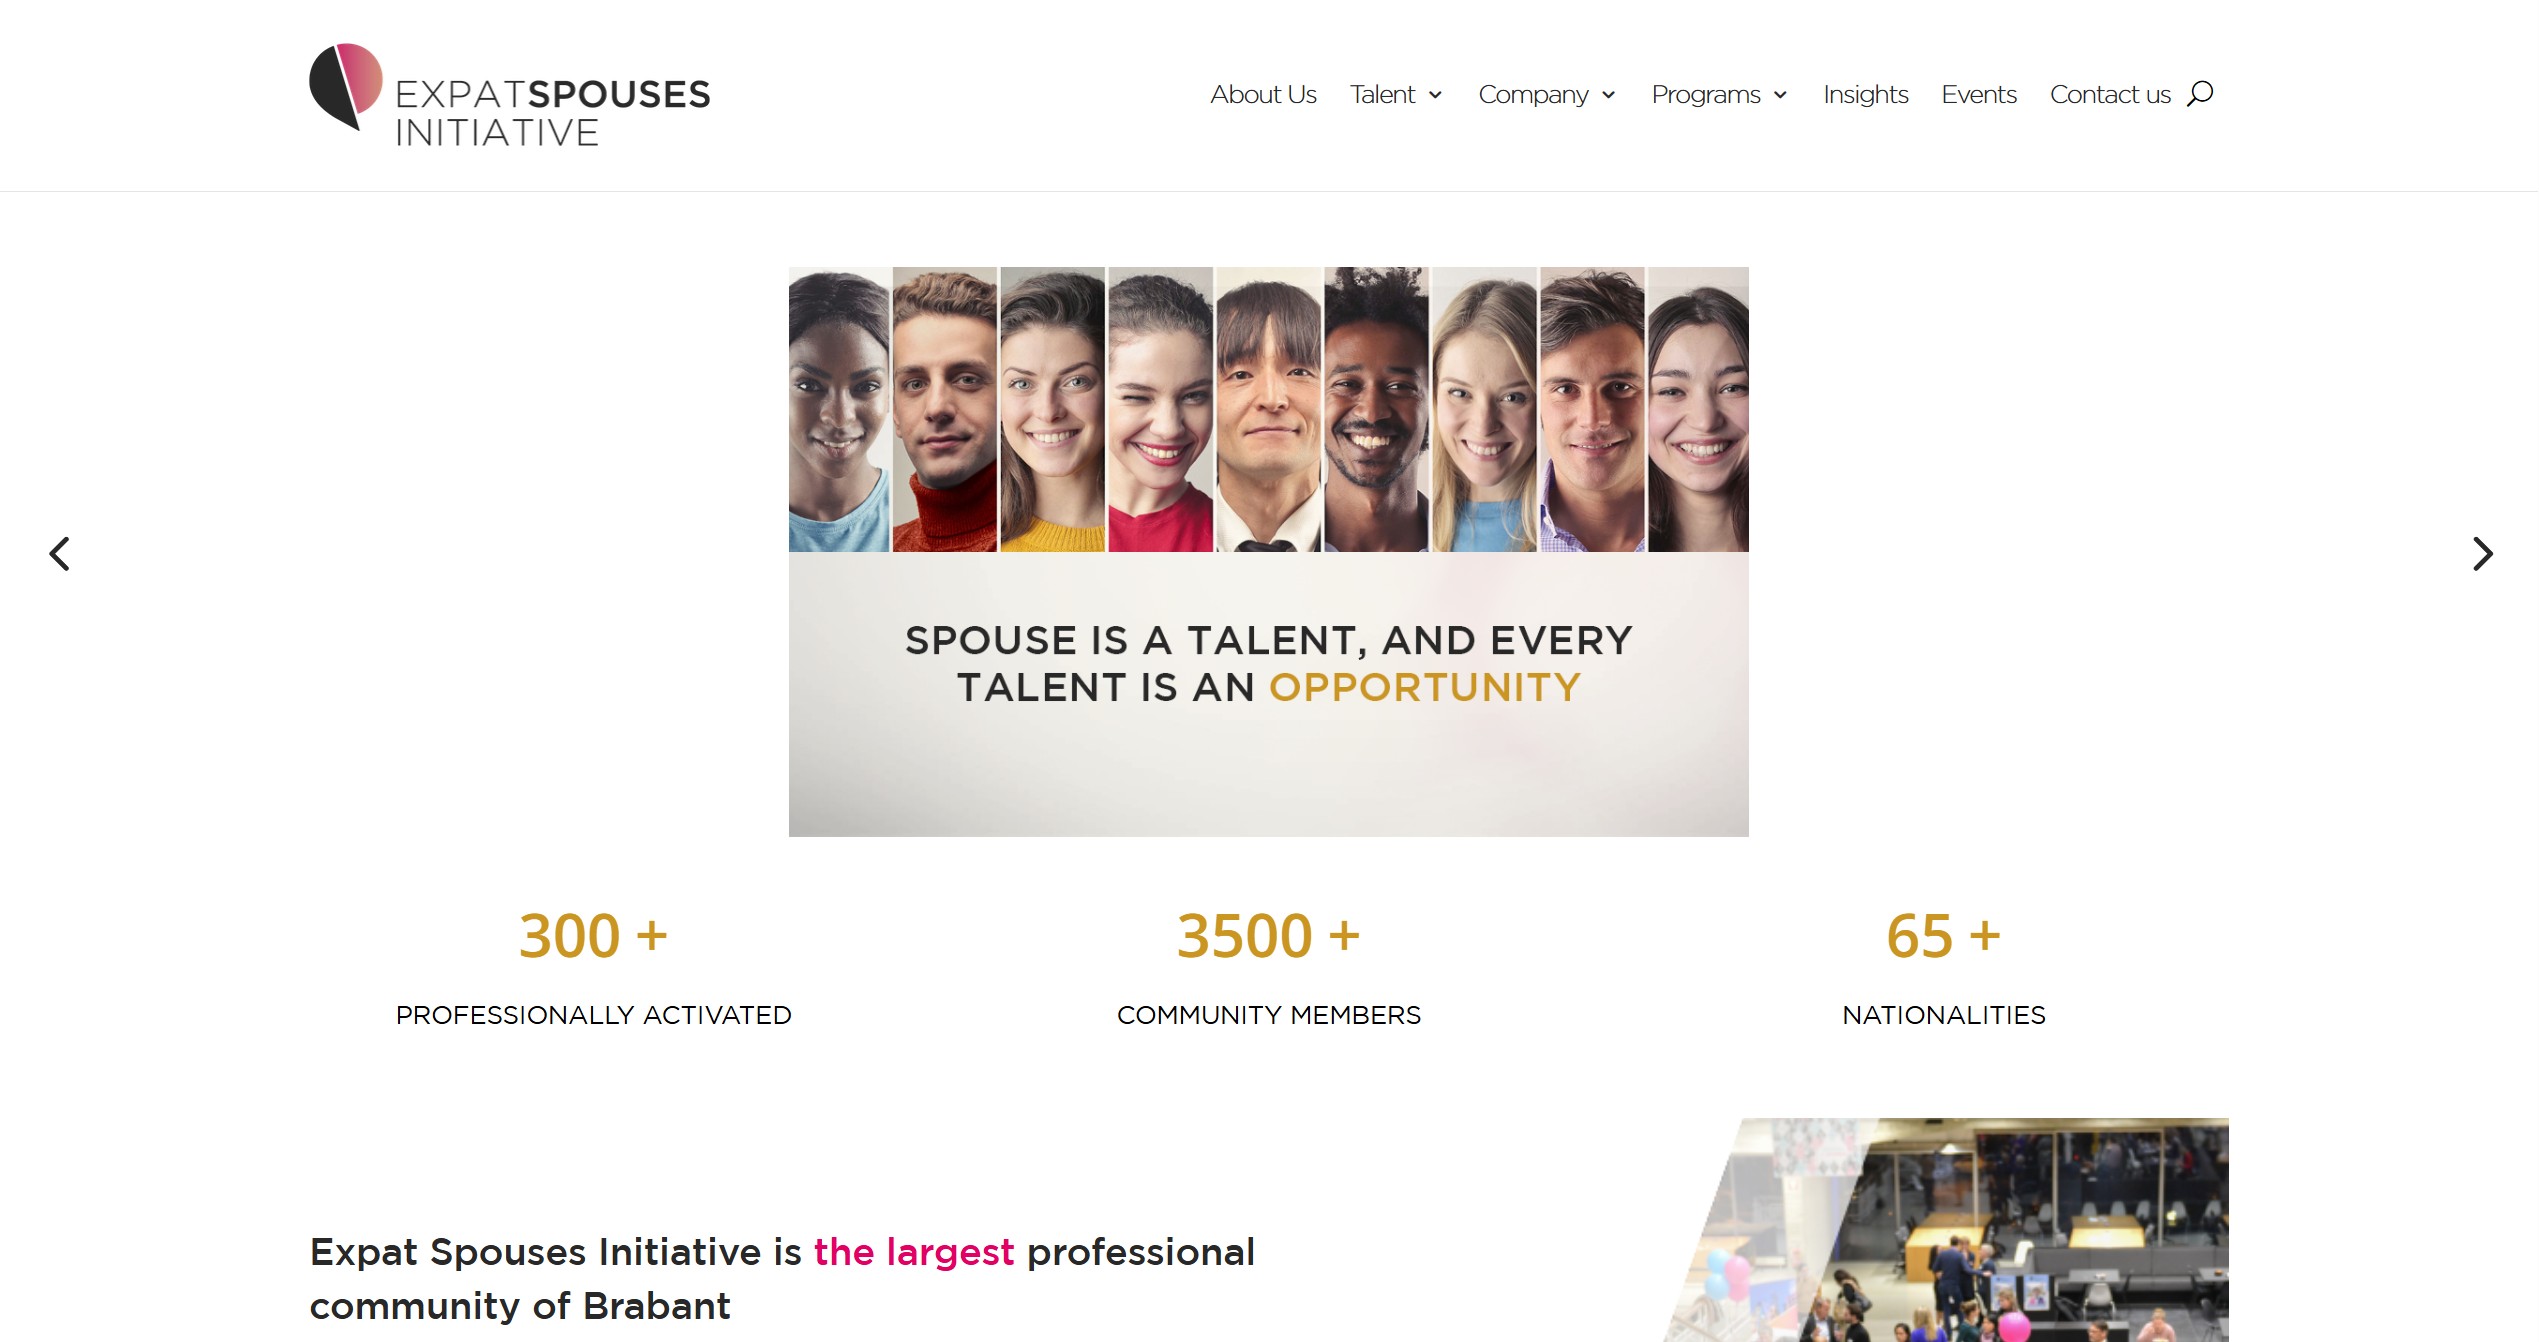 EXPATSPOUSES
INITIATIVE
About Us Talent Company Programs Insights Events Contact us
SPOUSE IS A TALENT, AND EVERY
TALENT IS AN OPPORTUNITY
300 + 3500 + 65 +
PROFESSIONALLY ACTIVATED COMMUNITY MEMBERS NATIONALITIES
Expat Spouses Initiative is the largest professional
community of Brabant